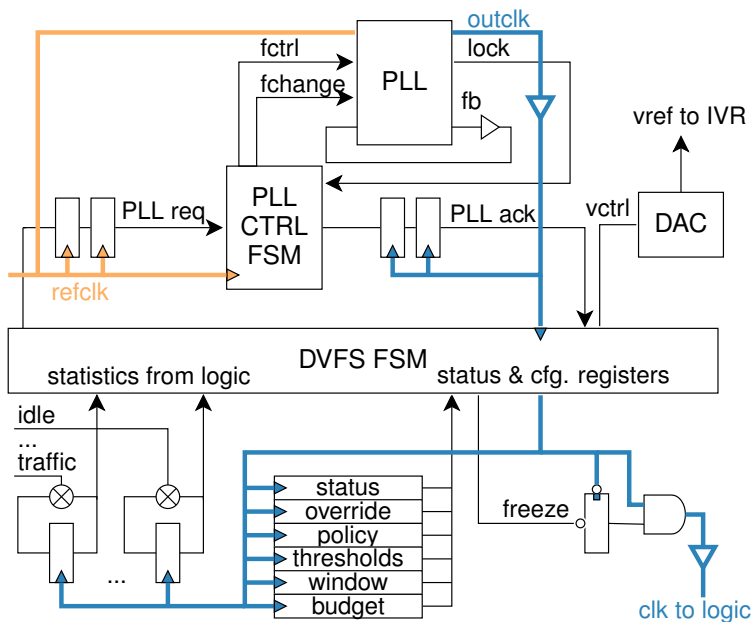 outclk
fctrl
lock
PLL
fchange
fb
vref to IVR
PLL req
PLL
CTRL
FSM
PLL ack
vctrl
DAC
refclk
DVFS FSM
statistics from logic
status & cfg. registers
idle
...
traffic
status
override
policy
thresholds
window
budget
freeze
...
clk to logic